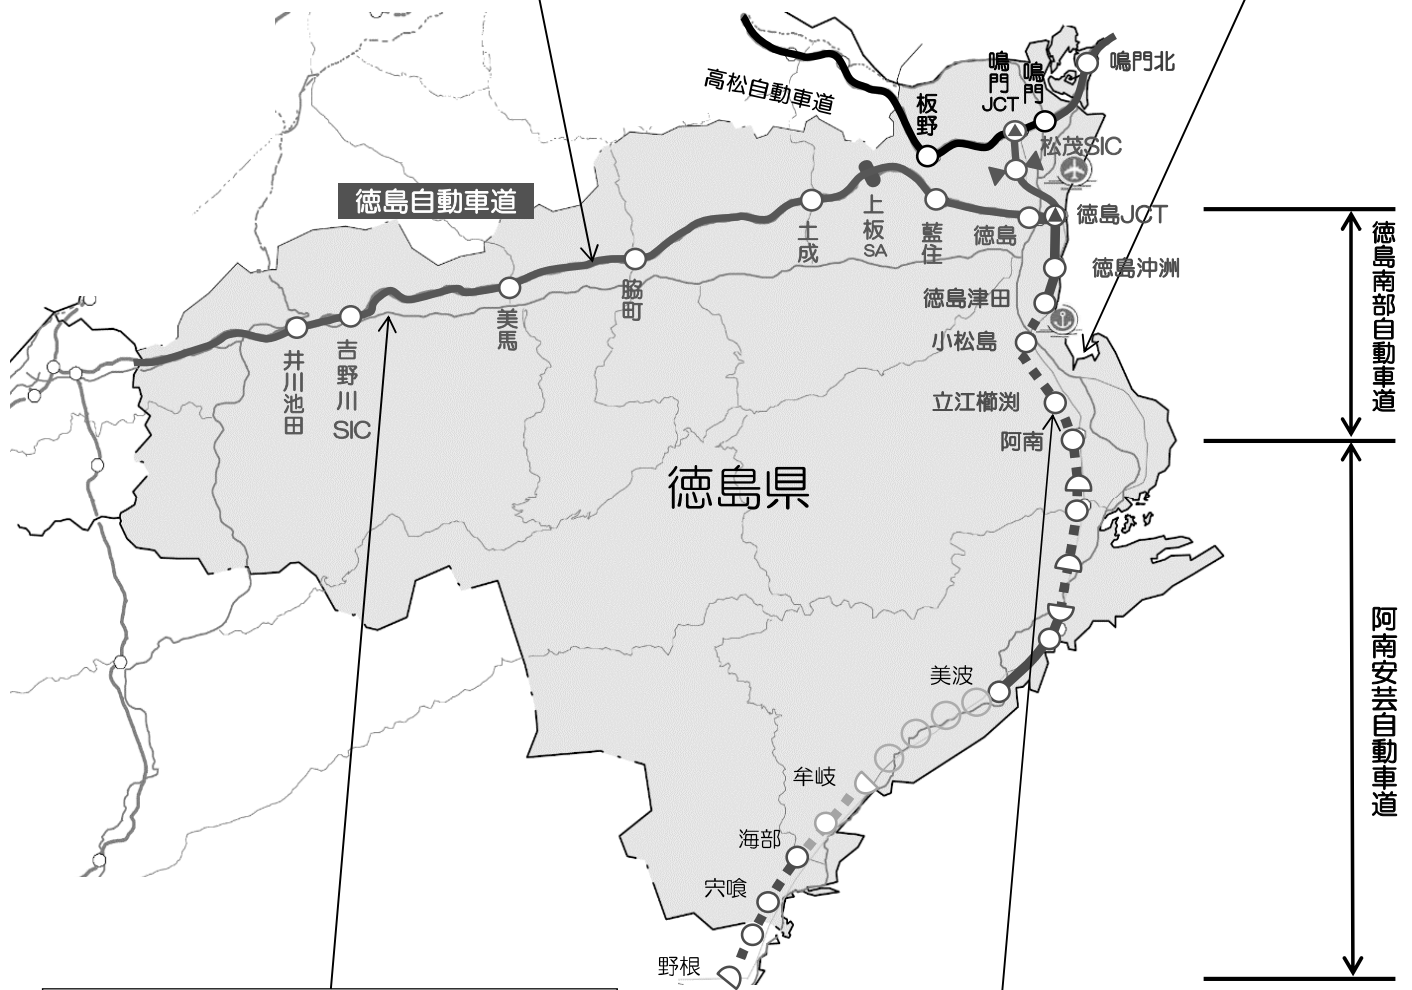 鳴門北
鳴門JCT
鳴門
高松自動車道
板野
松茂SIC
徳島自動車道
徳島JCT
土成
上板SA
藍住
徳島
徳島沖洲
徳島南部自動車道
脇町
美馬
徳島津田
小松島
吉野川SIC
井川池田
立江櫛渕
阿南
徳島県
阿南安芸自動車道
美波
牟岐
海部
宍喰
野根